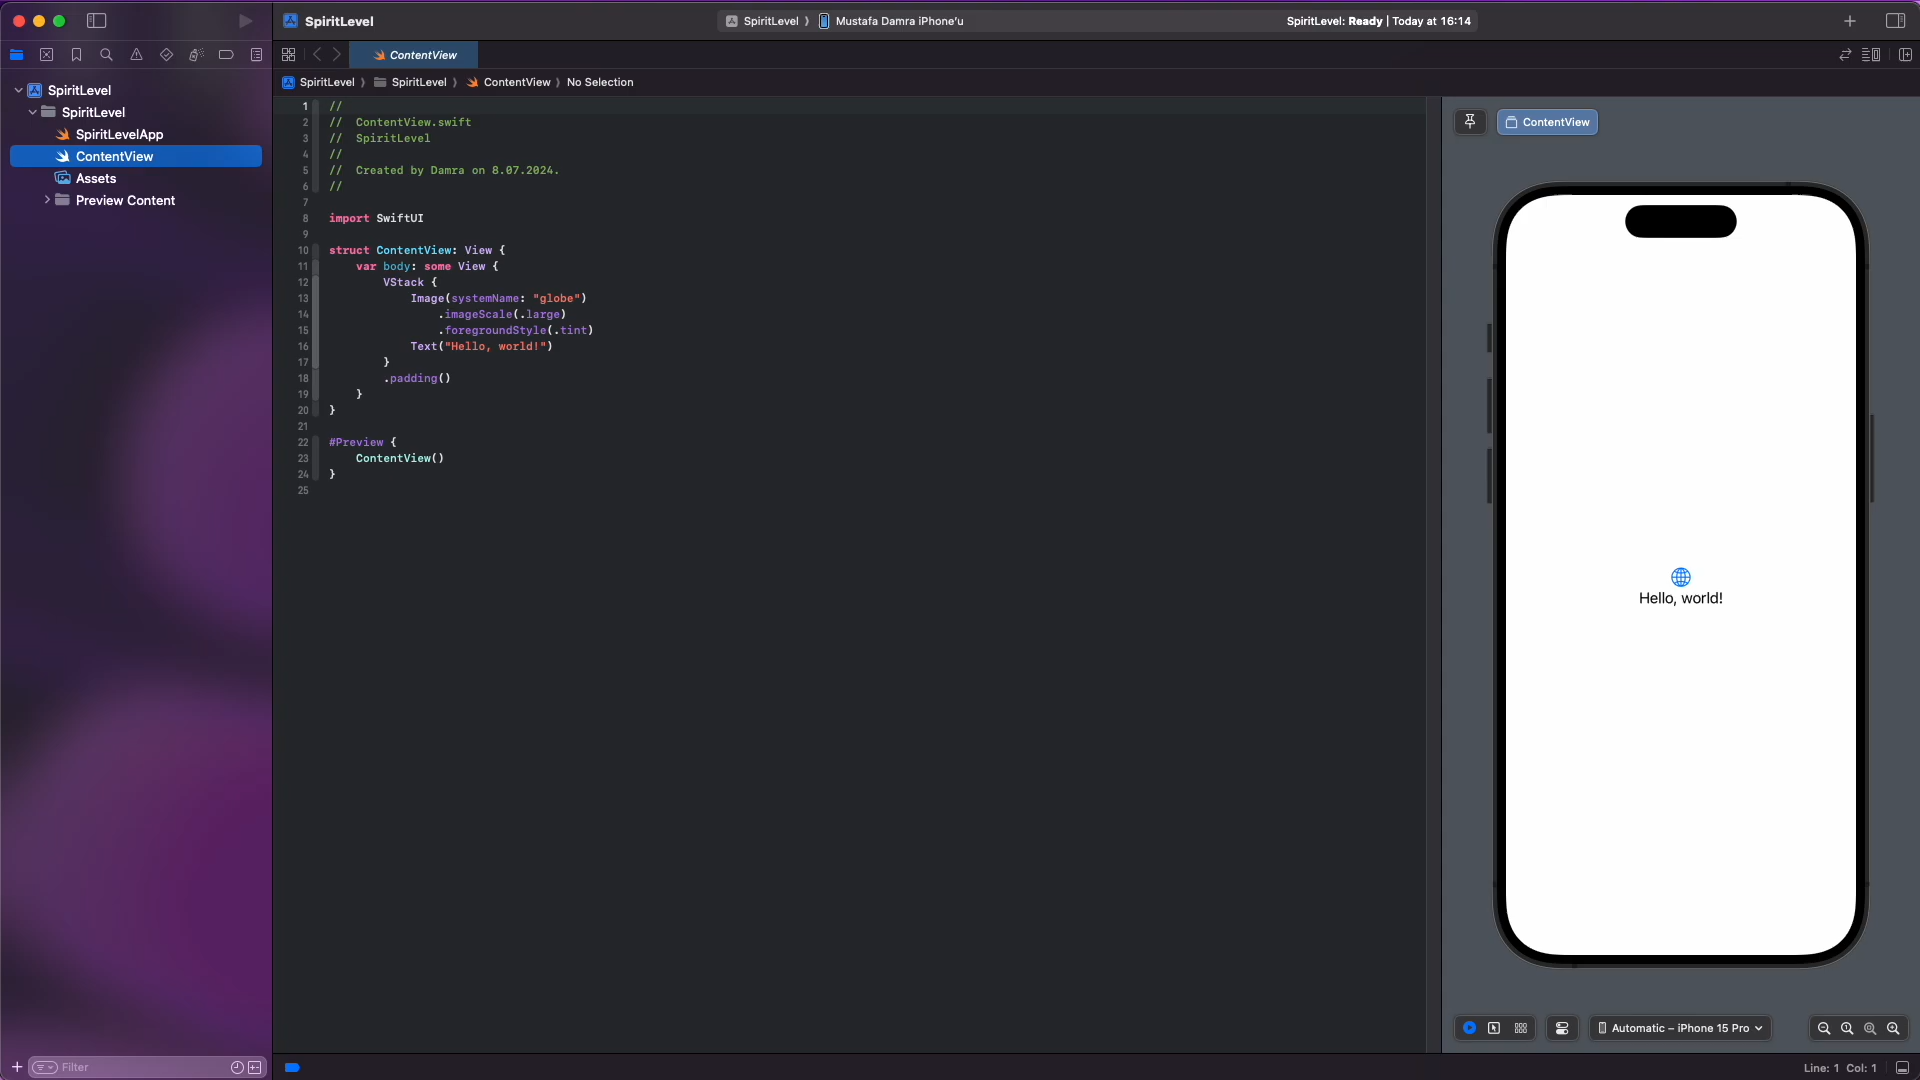 SpiritLevel
SpiritLevel
Mustafa Damra iPhone'u
SpiritLevel: Ready | Today at 16:14
ContentView
SpiritLevel
SpiritLevel
ContentView
No Selection
SpiritLevel
SpiritLevel
SpiritLevelApp
ContentView
Assets
Preview Content
1 //
2 //  ContentView.swift
3 //  SpiritLevel
4 //
5 //  Created by Damra on 8.07.2024.
6 //
7
8 import SwiftUI
9
10 struct ContentView: View {
11     var body: some View {
12         VStack {
13             Image(systemName: "globe")
14                 .imageScale(.large)
15                 .foregroundStyle(.tint)
16             Text("Hello, world!")
17         }
18         .padding()
19     }
20 }
21
22 #Preview {
23     ContentView()
24 }
25
ContentView
Hello, world!
Automatic – iPhone 15 Pro
Filter
Line: 1 Col: 1